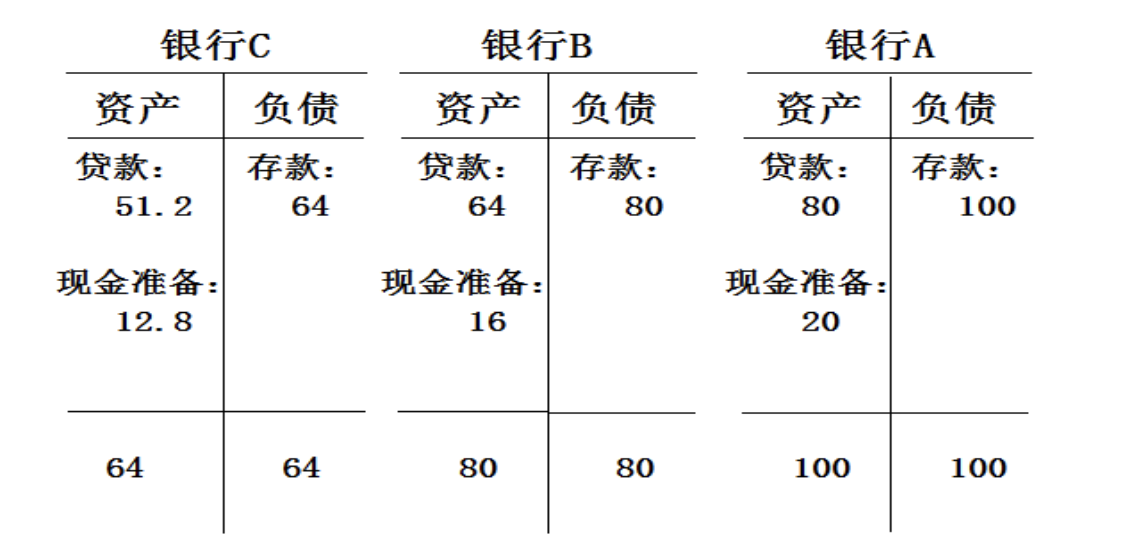 银行C 银行B 银行A
资产 负债 资产 负债 资产 负债
贷款: 存款: 贷款: 存款: 贷款: 存款:
51.2 64 64 80 80 100
现金准备: 现金准备: 现金准备:
12.8 16 20
64 64 80 80 100 100